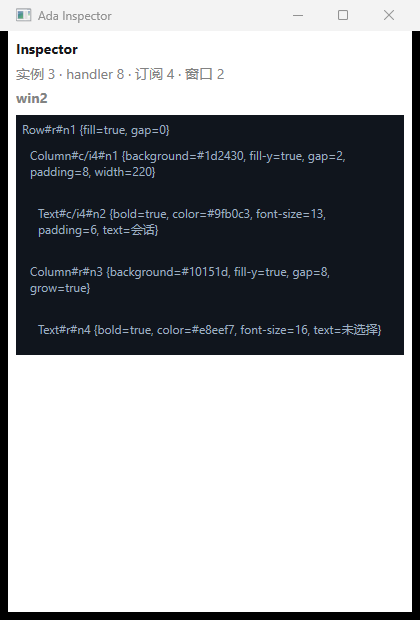 Ada Inspector
Inspector
实例 3 · handler 8 · 订阅 4 · 窗口 2
win2
Row#r#n1 {fill=true, gap=0}
Column#c/i4#n1 {background=#1d2430, fill-y=true, gap=2,
padding=8, width=220}
Text#c/i4#n2 {bold=true, color=#9fb0c3, font-size=13,
padding=6, text=会话}
Column#r#n3 {background=#10151d, fill-y=true, gap=8,
grow=true}
Text#r#n4 {bold=true, color=#e8eef7, font-size=16, text=未选择}